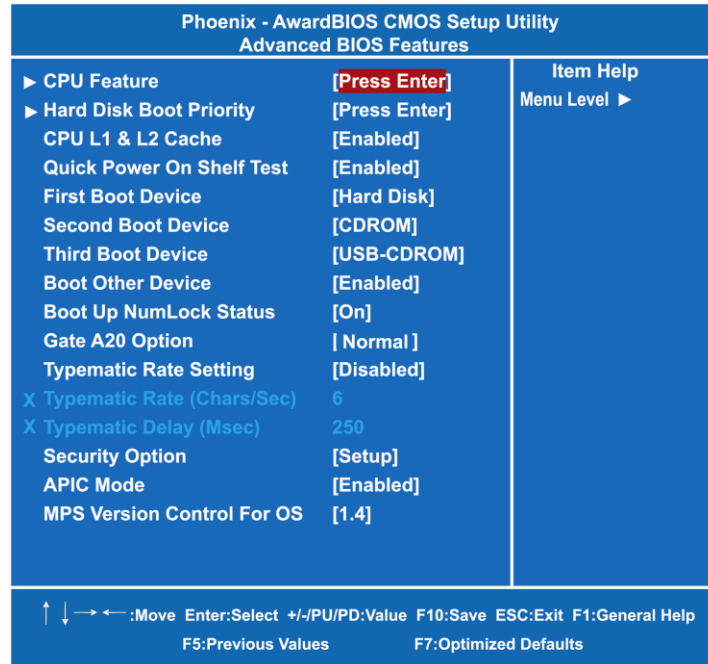 Phoenix - AwardBIOS CMOS Setup Utility
Advanced BIOS Features
► CPU Feature [Press Enter]
► Hard Disk Boot Priority [Press Enter]
CPU L1 & L2 Cache [Enabled]
Quick Power On Shelf Test [Enabled]
First Boot Device [Hard Disk]
Second Boot Device [CDROM]
Third Boot Device [USB-CDROM]
Boot Other Device [Enabled]
Boot Up NumLock Status [On]
Gate A20 Option [ Normal ]
Typematic Rate Setting [Disabled]
X Typematic Rate (Chars/Sec) 6
X Typematic Delay (Msec) 250
Security Option [Setup]
APIC Mode [Enabled]
MPS Version Control For OS [1.4]
Item Help
Menu Level ►
↑ ↓ → ← :Move Enter:Select +/-/PU/PD:Value F10:Save ESC:Exit F1:General Help
F5:Previous Values F7:Optimized Defaults